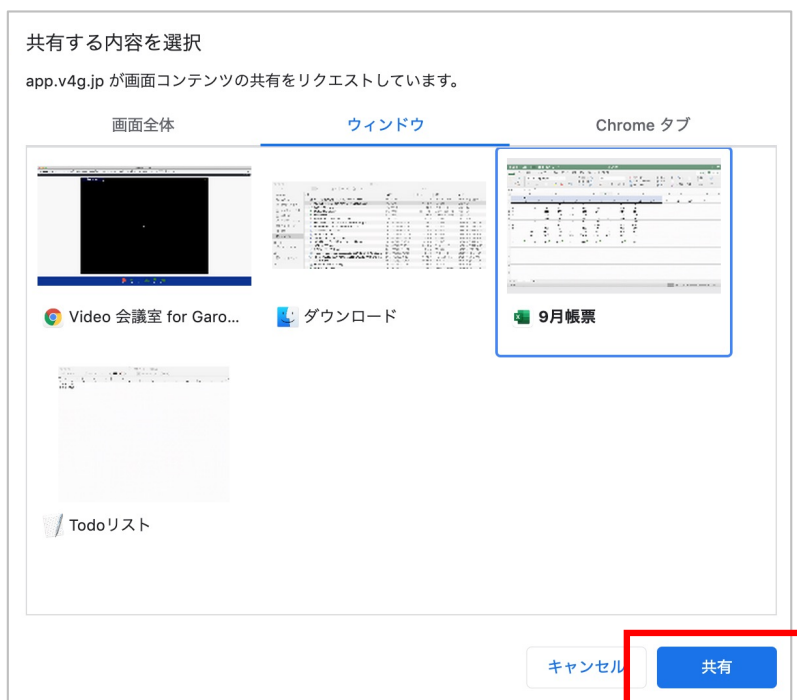 共有する内容を選択
app.v4g.jp が画面コンテンツの共有をリクエストしています。
画面全体 ウィンドウ Chrome タブ
Video 会議室 for Garo... ダウンロード 9月帳票
Todoリスト
キャンセル 共有